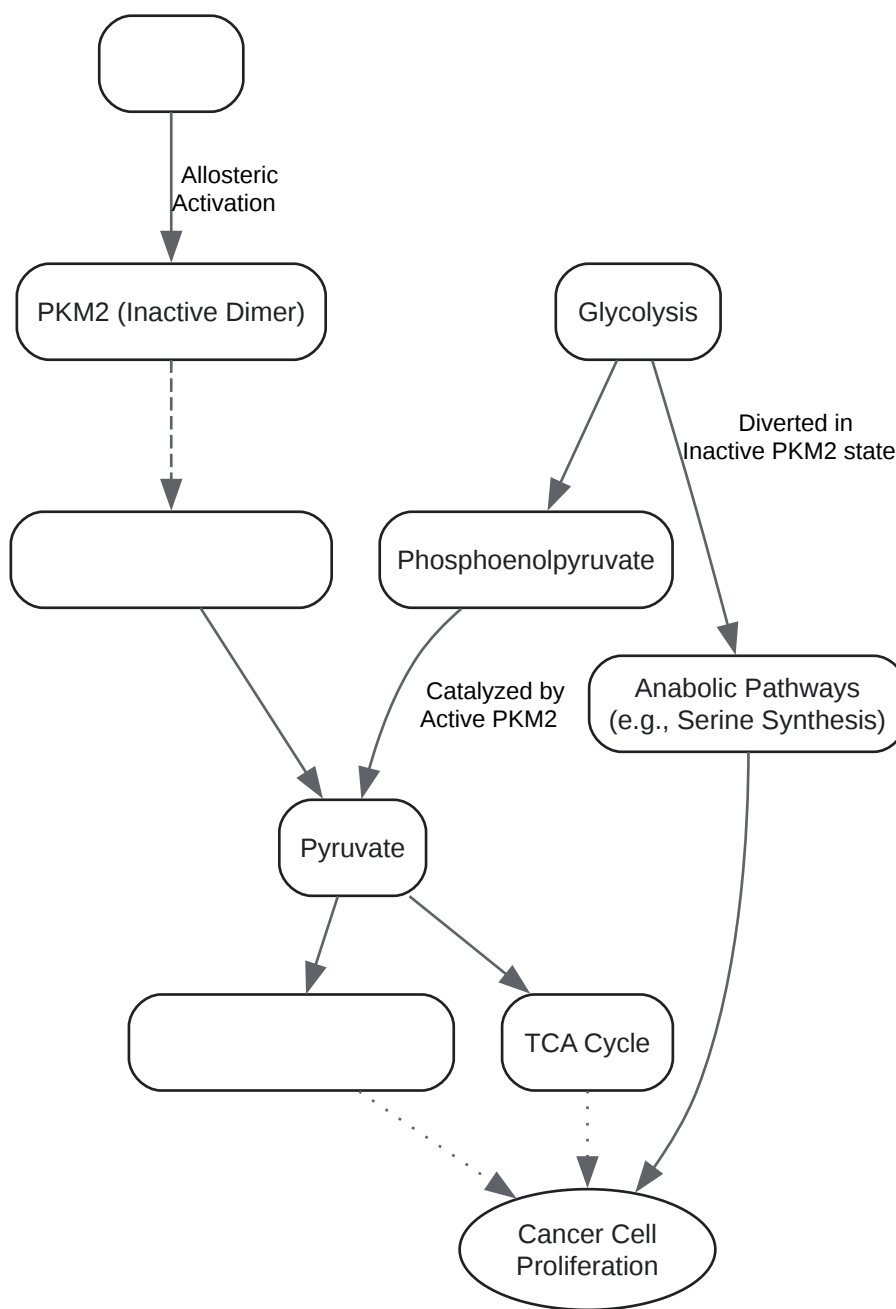 Allosteric
Activation
PKM2 (Inactive Dimer)
Glycolysis
Diverted in
Inactive PKM2 state
Phosphoenolpyruvate
Catalyzed by
Active PKM2
Anabolic Pathways
(e.g., Serine Synthesis)
Pyruvate
TCA Cycle
Cancer Cell
Proliferation